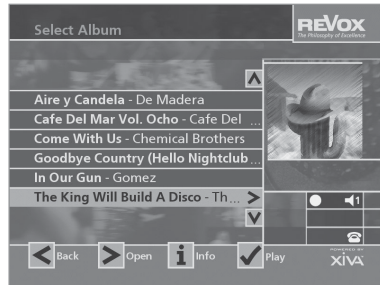 Select Album
REVOX
The Philosophy of Excellence
Aire y Candela - De Madera
Cafe Del Mar Vol. Ocho - Cafe Del ...
Come With Us - Chemical Brothers
Goodbye Country (Hello Nightclub ...
In Our Gun - Gomez
The King Will Build A Disco - Th...
1
Back Open i Info Play
POWERED BY
XiVA